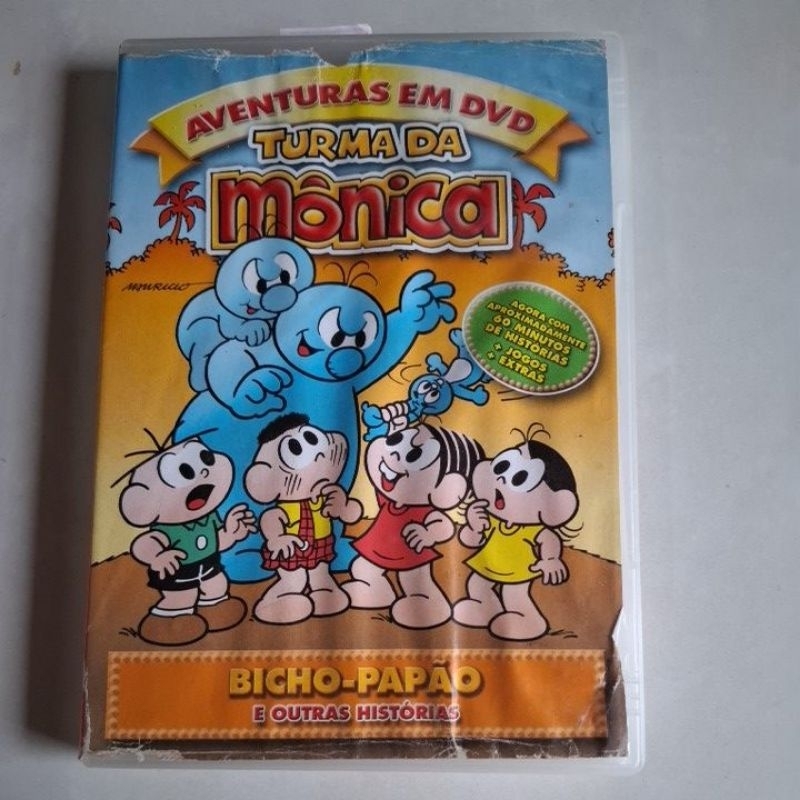 AVENTURAS EM DVD
TURMA DA
Mônica
MAURICIO
AGORA COM
APROXIMADAMENTE
60 MINUTOS
DE HISTÓRIAS
+ JOGOS
+ EXTRAS
BICHO-PAPÃO
E OUTRAS HISTÓRIAS